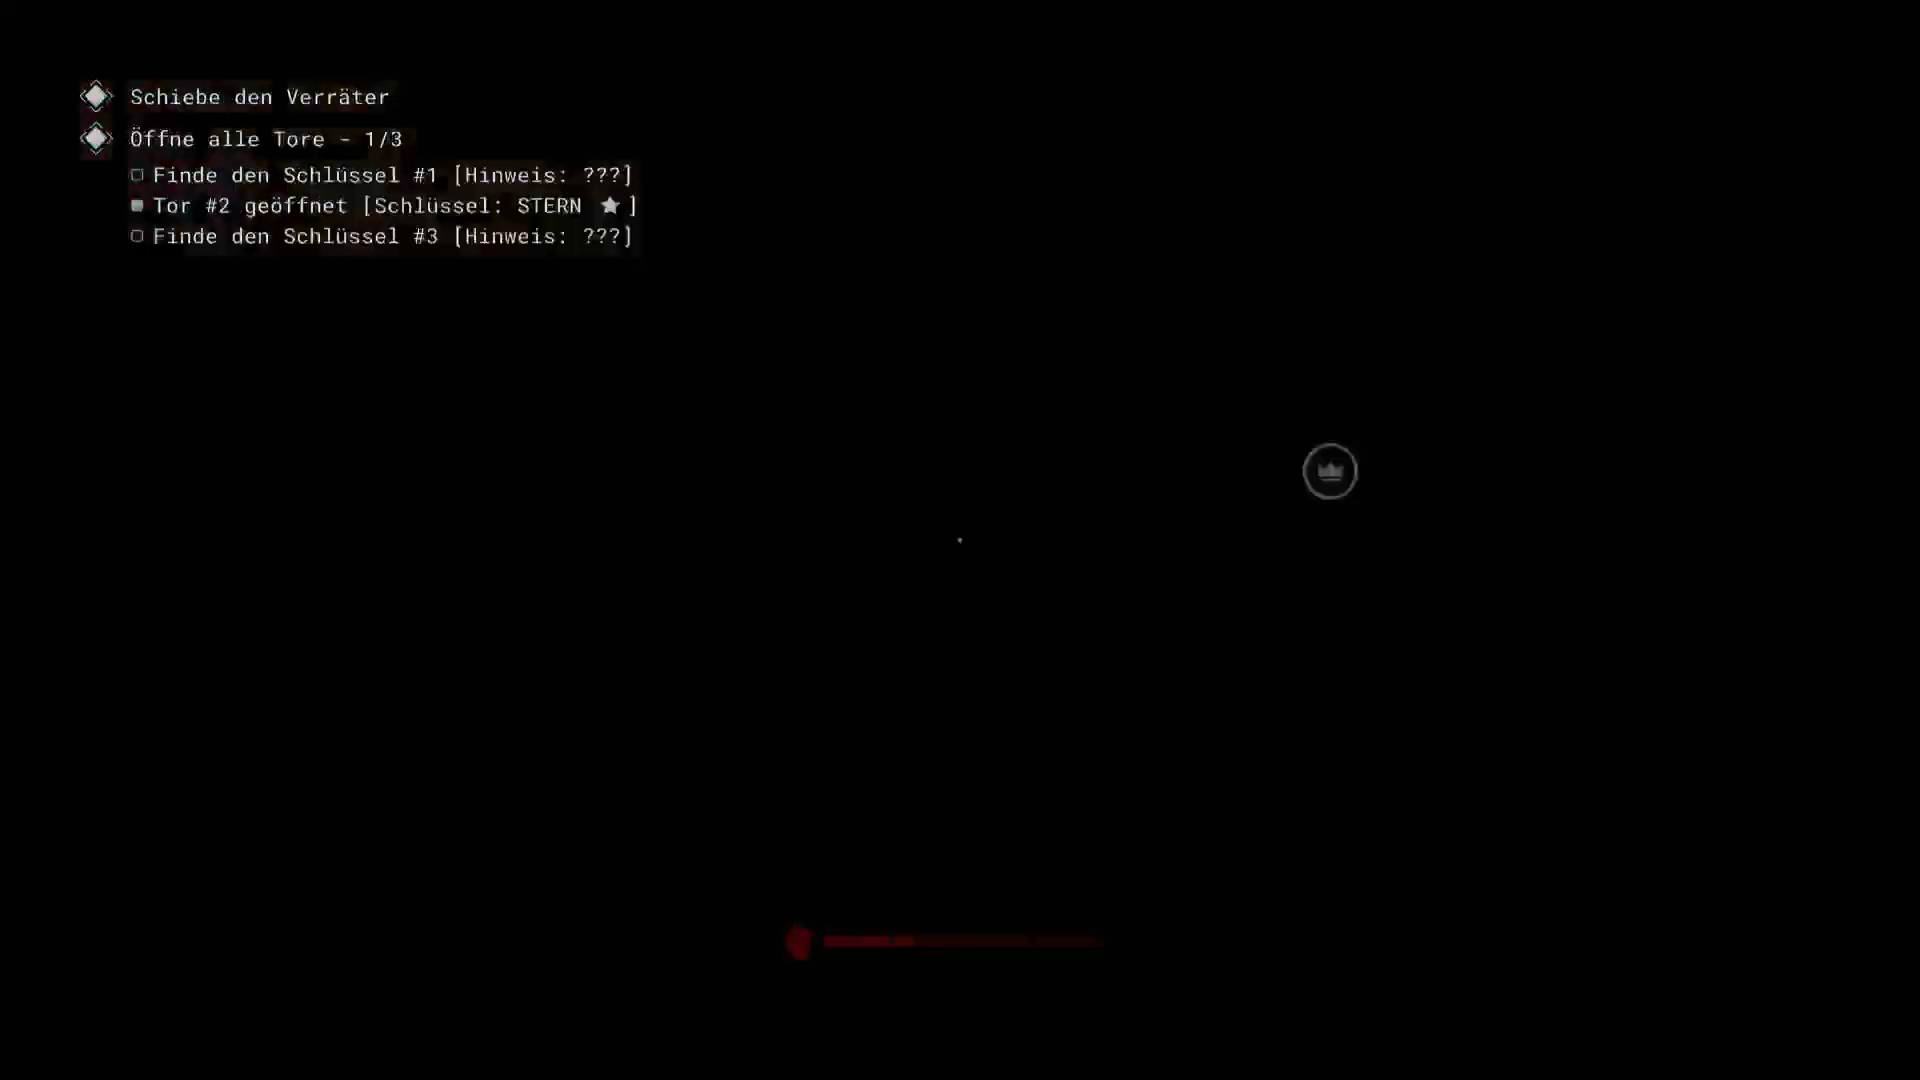 Schiebe den Verräter
Öffne alle Tore - 1/3
Finde den Schlüssel #1 [Hinweis: ???]
Tor #2 geöffnet [Schlüssel: STERN ★]
Finde den Schlüssel #3 [Hinweis: ???]